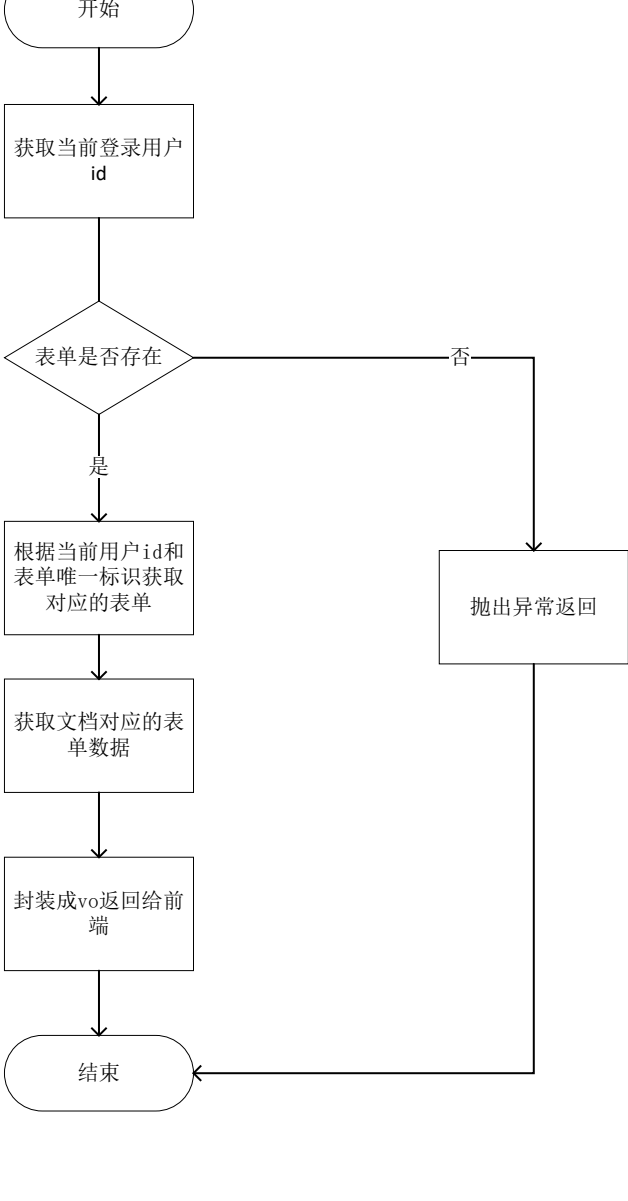 开始
获取当前登录用户
id
表单是否存在
否
是
根据当前用户id和
表单唯一标识获取
对应的表单
抛出异常返回
获取文档对应的表
单数据
封装成vo返回给前
端
结束